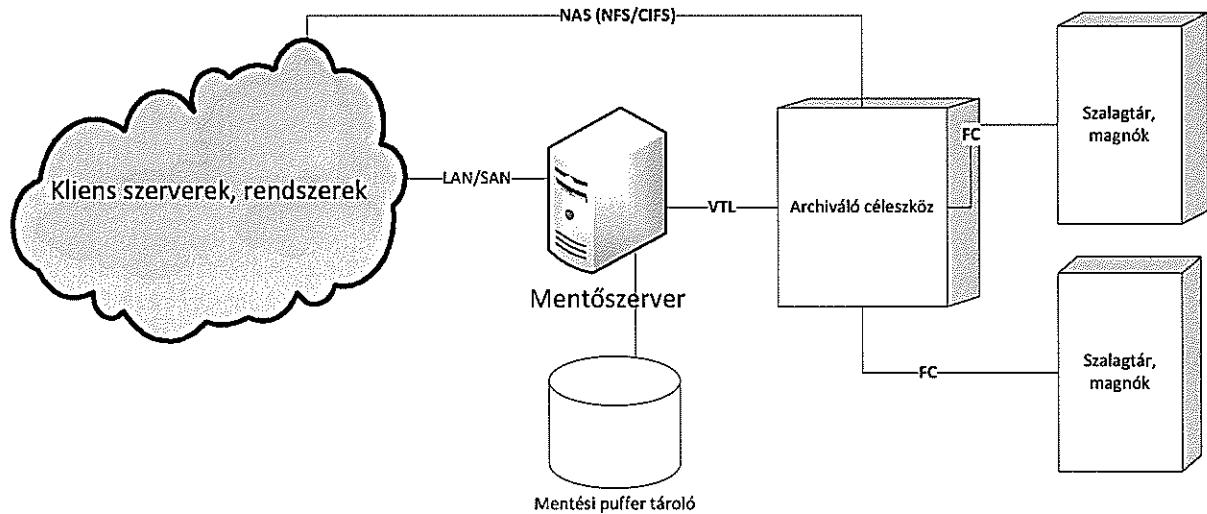 NAS (NFS/CIFS)
Szalagtár,
magnók
FC
Kliens szerverek, rendszerek
LAN/SAN
VTL
Archiváló céleszköz
Mentőszerver
Szalagtár,
magnók
FC
Mentési puffer tároló